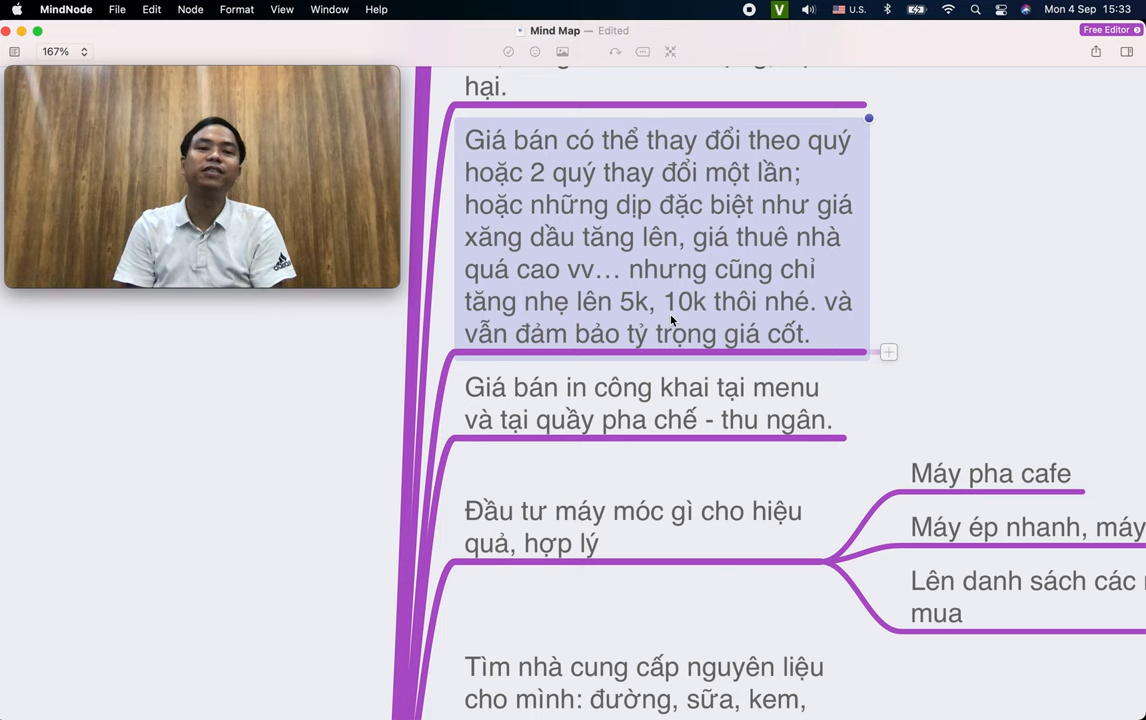 MindNode File Edit Node Format View Window Help
V U.S. Mon 4 Sep 15:33
Mind Map — Edited
Free Editor
167%
hại.
Giá bán có thể thay đổi theo quý
hoặc 2 quý thay đổi một lần;
hoặc những dịp đặc biệt như giá
xăng dầu tăng lên, giá thuê nhà
quá cao vv... nhưng cũng chỉ
tăng nhẹ lên 5k, 10k thôi nhé. và
vẫn đảm bảo tỷ trọng giá cốt.
Giá bán in công khai tại menu
và tại quầy pha chế - thu ngân.
Đầu tư máy móc gì cho hiệu
quả, hợp lý
Máy pha cafe
Máy ép nhanh, máy
Lên danh sách các
mua
Tìm nhà cung cấp nguyên liệu
cho mình: đường, sữa, kem,
adidas